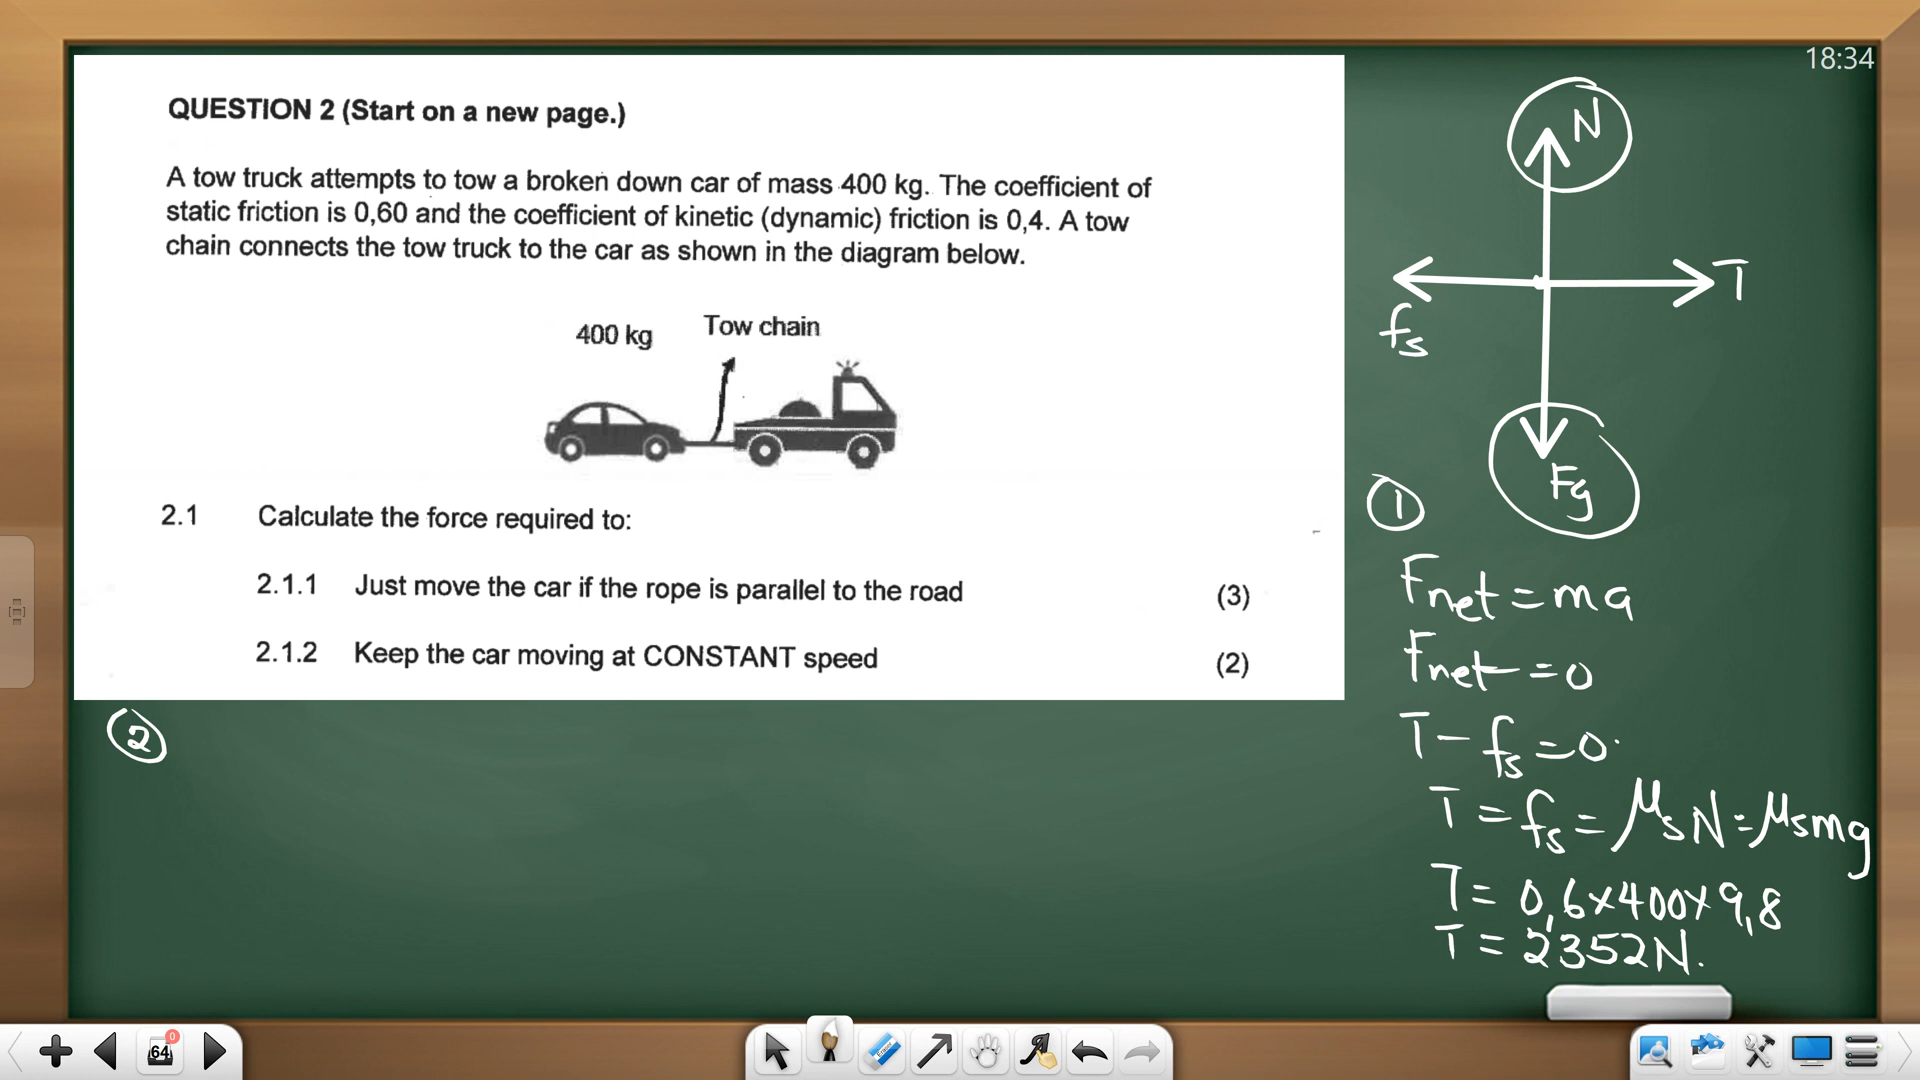 18:34
QUESTION 2 (Start on a new page.)
A tow truck attempts to tow a broken down car of mass 400 kg. The coefficient of
static friction is 0,60 and the coefficient of kinetic (dynamic) friction is 0,4. A tow
chain connects the tow truck to the car as shown in the diagram below.
400 kg
Tow chain
2.1 Calculate the force required to:
2.1.1 Just move the car if the rope is parallel to the road (3)
2.1.2 Keep the car moving at CONSTANT speed (2)
N
T
fs
Fg
①
Fnet = ma
Fnet = 0
T - fs = 0
T = fs = μsN = μsmg
T = 0,6 x 400 x 9,8
T = 2352N.
②
64
0
Eraser